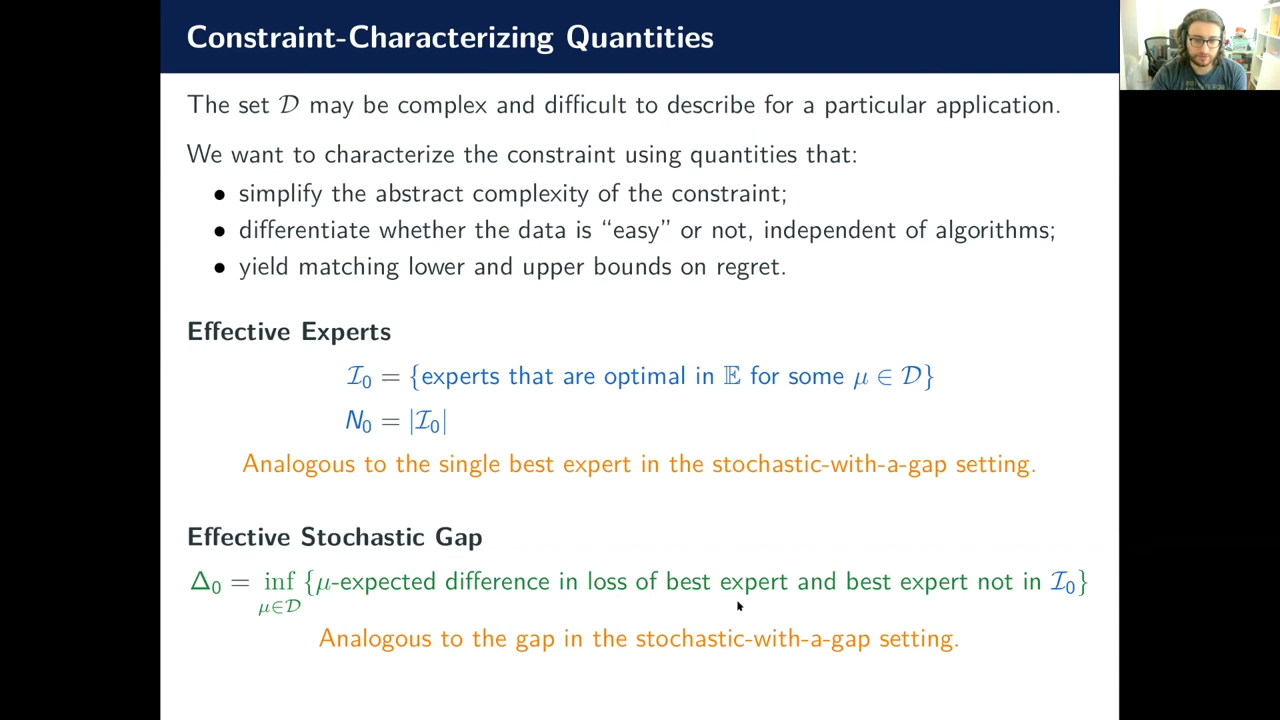 Constraint-Characterizing Quantities
The set 𝒟 may be complex and difficult to describe for a particular application.
We want to characterize the constraint using quantities that:
• simplify the abstract complexity of the constraint;
• differentiate whether the data is “easy” or not, independent of algorithms;
• yield matching lower and upper bounds on regret.
Effective Experts
ℐ₀ = {experts that are optimal in 𝔼 for some μ ∈ 𝒟}
N₀ = |ℐ₀|
Analogous to the single best expert in the stochastic-with-a-gap setting.
Effective Stochastic Gap
Δ₀ = inf {μ-expected difference in loss of best expert and best expert not in ℐ₀}
μ∈𝒟
Analogous to the gap in the stochastic-with-a-gap setting.